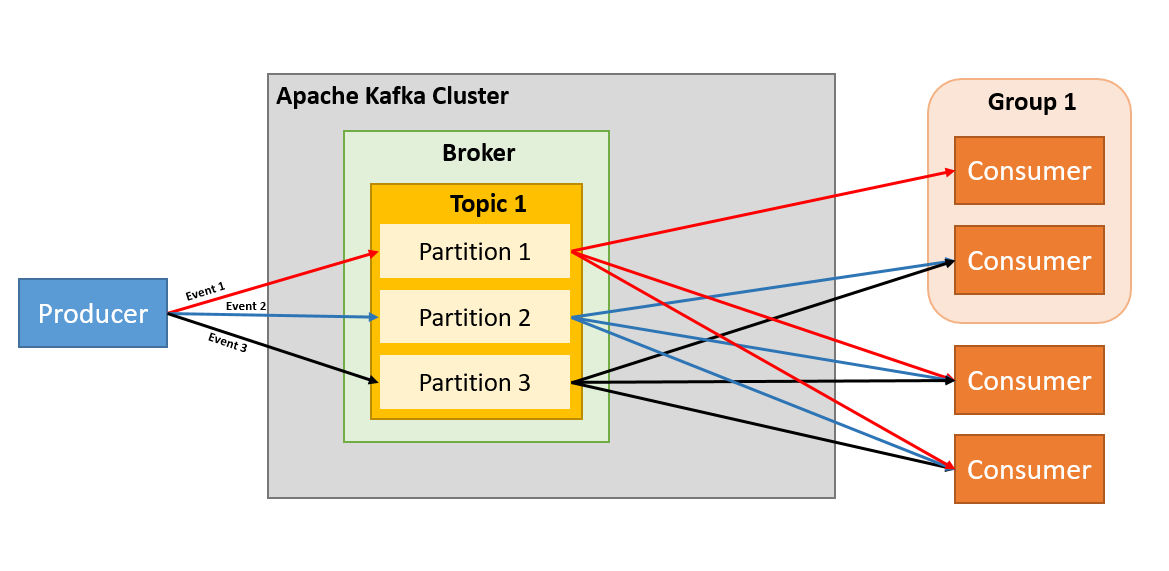 Apache Kafka Cluster
Group 1
Broker
Consumer
Topic 1
Partition 1
Consumer
Event 1
Event 2
Producer
Partition 2
Event 3
Partition 3
Consumer
Consumer